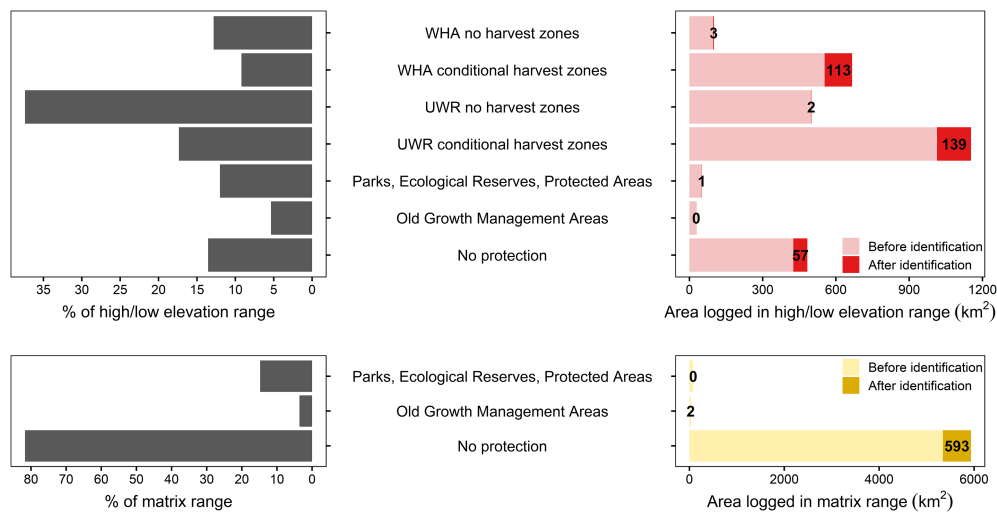 WHA no harvest zones
3
WHA conditional harvest zones
113
UWR no harvest zones
2
UWR conditional harvest zones
139
Parks, Ecological Reserves, Protected Areas
1
Old Growth Management Areas
0
No protection
57
Before identification
After identification
35 30 25 20 15 10 5 0
0 300 600 900 1200
% of high/low elevation range
Area logged in high/low elevation range (km²)
Parks, Ecological Reserves, Protected Areas
0
Before identification
After identification
Old Growth Management Areas
2
No protection
593
80 70 60 50 40 30 20 10 0
0 2000 4000 6000
% of matrix range
Area logged in matrix range (km²)